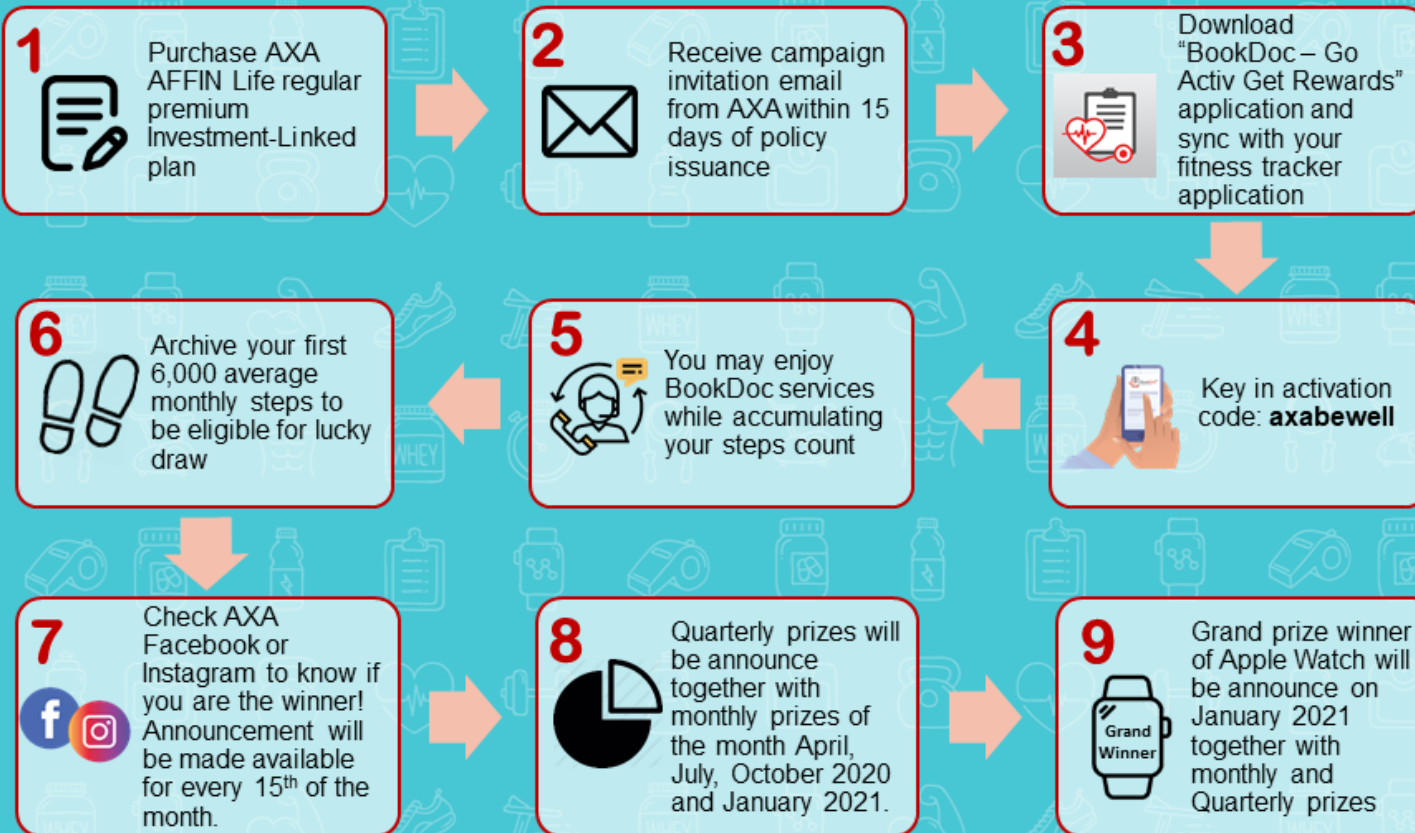 1
Purchase AXA
AFFIN Life regular
premium
Investment-Linked
plan
2
Receive campaign
invitation email
from AXA within 15
days of policy
issuance
3
Download
“BookDoc – Go
Activ Get Rewards”
application and
sync with your
fitness tracker
application
4
Key in activation
code: axabewell
5
You may enjoy
BookDoc services
while accumulating
your steps count
6
Archive your first
6,000 average
monthly steps to
be eligible for lucky
draw
7
Check AXA
Facebook or
Instagram to know if
you are the winner!
Announcement will
be made available
for every 15th of the
month.
8
Quarterly prizes will
be announce
together with
monthly prizes of
the month April,
July, October 2020
and January 2021.
9
Grand
Winner
Grand prize winner
of Apple Watch will
be announce on
January 2021
together with
monthly and
Quarterly prizes
WHEY
WHEY
WHEY